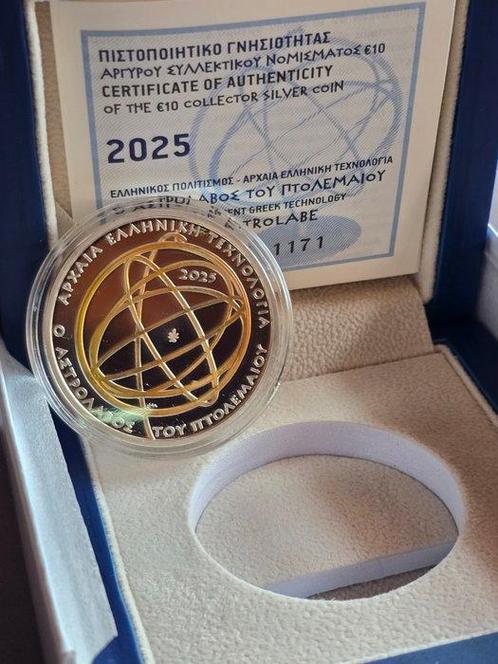 ΠΙΣΤΟΠΟΙΗΤΙΚΟ ΓΝΗΣΙΟΤΗΤΑΣ
ΑΡΓΥΡΟΥ ΣΥΛΛΕΚΤΙΚΟΥ ΝΟΜΙΣΜΑΤΟΣ €10
CERTIFICATE OF AUTHENTICITY
OF THE €10 COLLECTOR SILVER COIN
2025
ΕΛΛΗΝΙΚΟΣ ΠΟΛΙΤΙΣΜΟΣ - ΑΡΧΑΙΑ ΕΛΛΗΝΙΚΗ ΤΕΧΝΟΛΟΓΙΑ
ΤΟΥ ΠΤΟΛΕΜΑΙΟΥ
GREEK TECHNOLOGY
1171
ΑΡΧΑΙΑ ΕΛΛΗΝΙΚΗ ΤΕΧΝΟΛΟΓΙΑ
2025
Ο ΑΣΤΡΟΛΑΒΟΣ ΤΟΥ ΠΤΟΛΕΜΑΙΟΥ